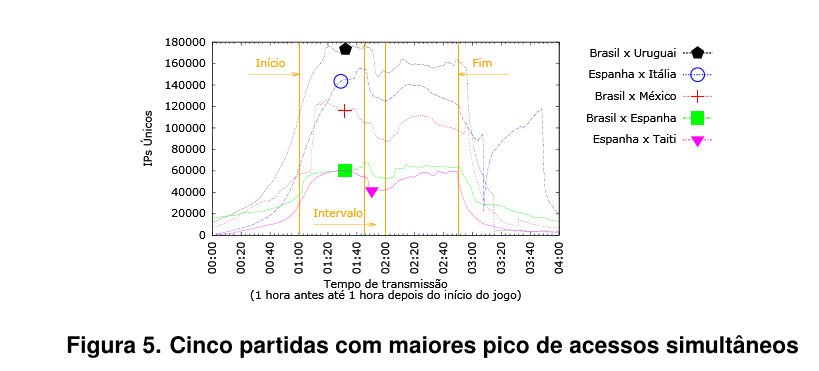 180000
160000
140000
120000
100000
80000
60000
40000
20000
0
IPs Únicos
Início
Fim
Intervalo
00:00
00:20
00:40
01:00
01:20
01:40
02:00
02:20
02:40
03:00
03:20
03:40
04:00
Tempo de transmissão
(1 hora antes até 1 hora depois do início do jogo)
Brasil x Uruguai
Espanha x Itália
Brasil x México
Brasil x Espanha
Espanha x Taiti
Figura 5. Cinco partidas com maiores pico de acessos simultâneos